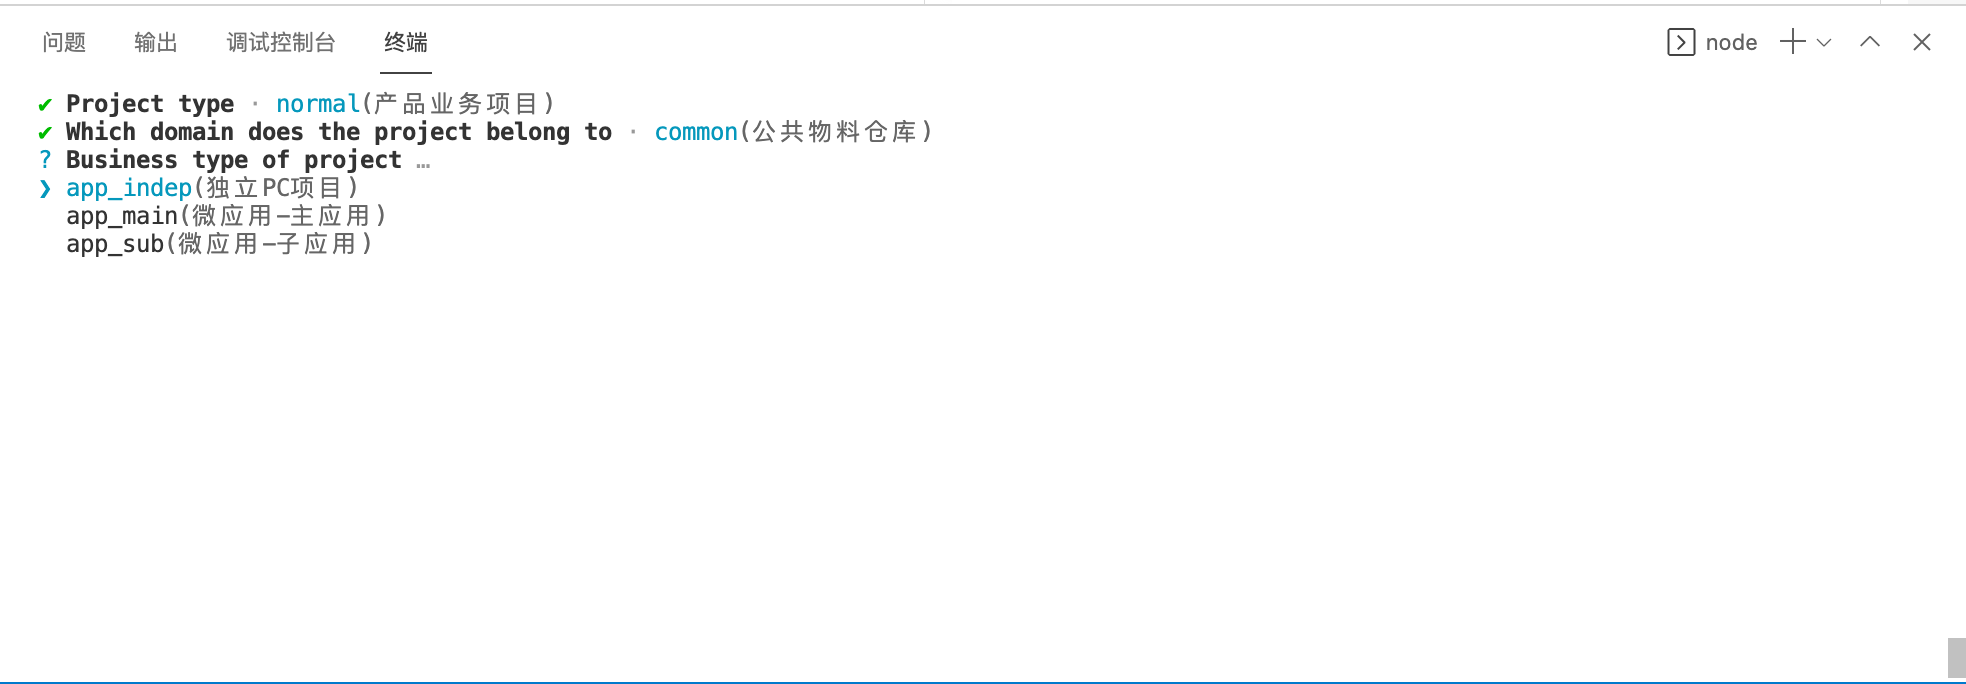 问题 输出 调试控制台 终端 node
✔ Project type · normal(产品业务项目)
✔ Which domain does the project belong to · common(公共物料仓库)
? Business type of project …
❯ app_indep(独立PC项目)
app_main(微应用-主应用)
app_sub(微应用-子应用)